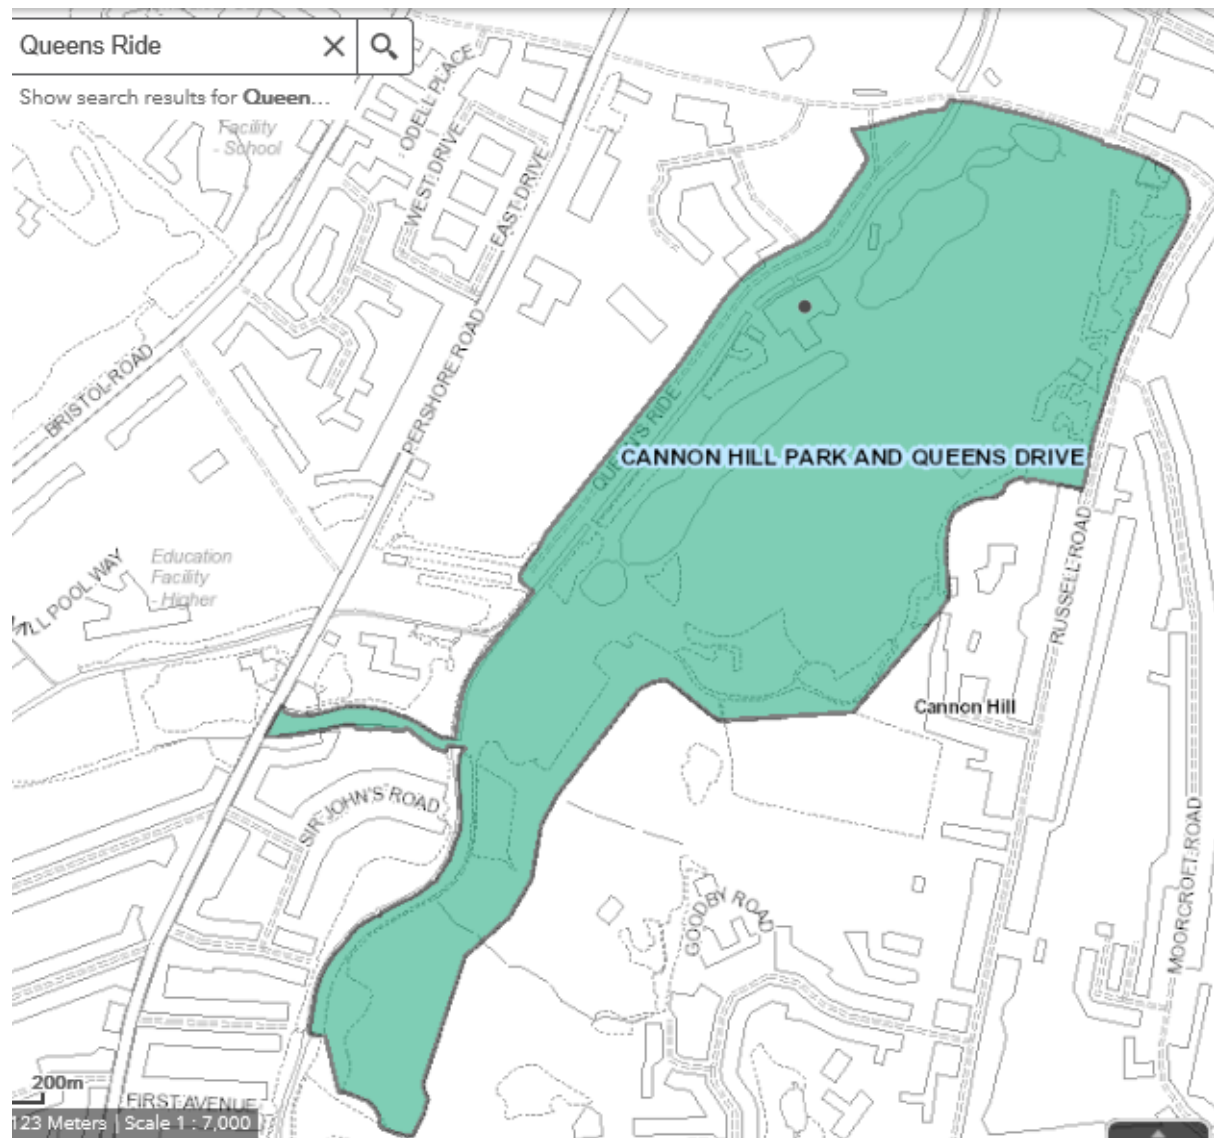 Queens Ride
Show search results for Queen...
Facility
- School
ODELL PLACE
WEST DRIVE
EAST DRIVE
BRISTOL ROAD
PERSHORE ROAD
QUEEN'S RIDE
CANNON HILL PARK AND QUEENS DRIVE
Education
Facility
- Higher
MILL POOL WAY
RUSSELL ROAD
Cannon Hill
SIR JOHN'S ROAD
GOODBY ROAD
MOORCROFT ROAD
200m
FIRST AVENUE
123 Meters | Scale 1 : 7,000